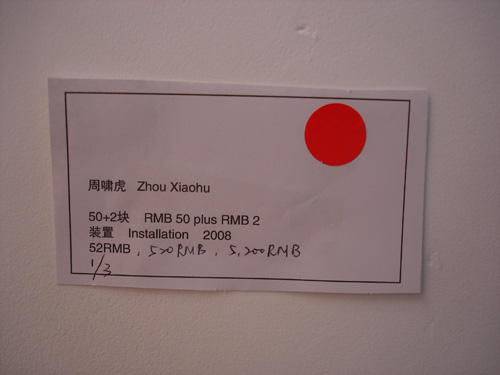 周啸虎 Zhou Xiaohu
50+2块 RMB 50 plus RMB 2
装置 Installation 2008
52RMB , 520RMB , 5,200RMB
1/3